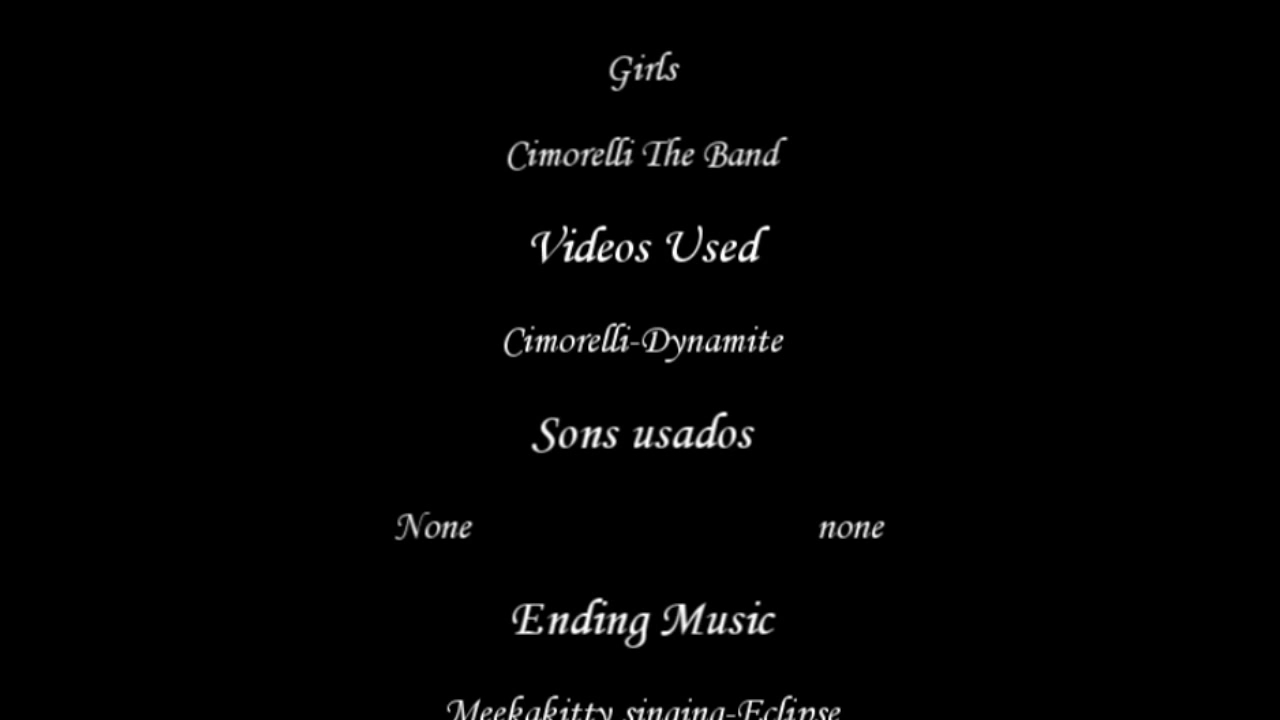 Girls
Cimorelli The Band
Videos Used
Cimorelli-Dynamite
Sons usados
None none
Ending Music
Meekakitty singing-Eclipse